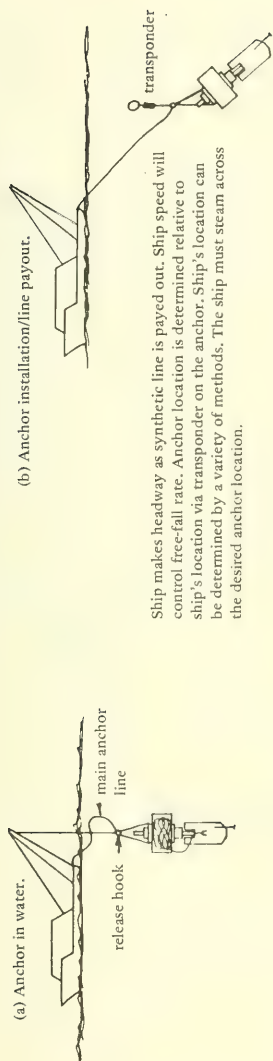 (a) Anchor in water.
main anchor
line
release hook
(b) Anchor installation/line payout.
transponder
Ship makes headway as synthetic line is payed out. Ship speed will
control free-fall rate. Anchor location is determined relative to
ship's location via transponder on the anchor. Ship's location can
be determined by a variety of methods. The ship must steam across
the desired anchor location.